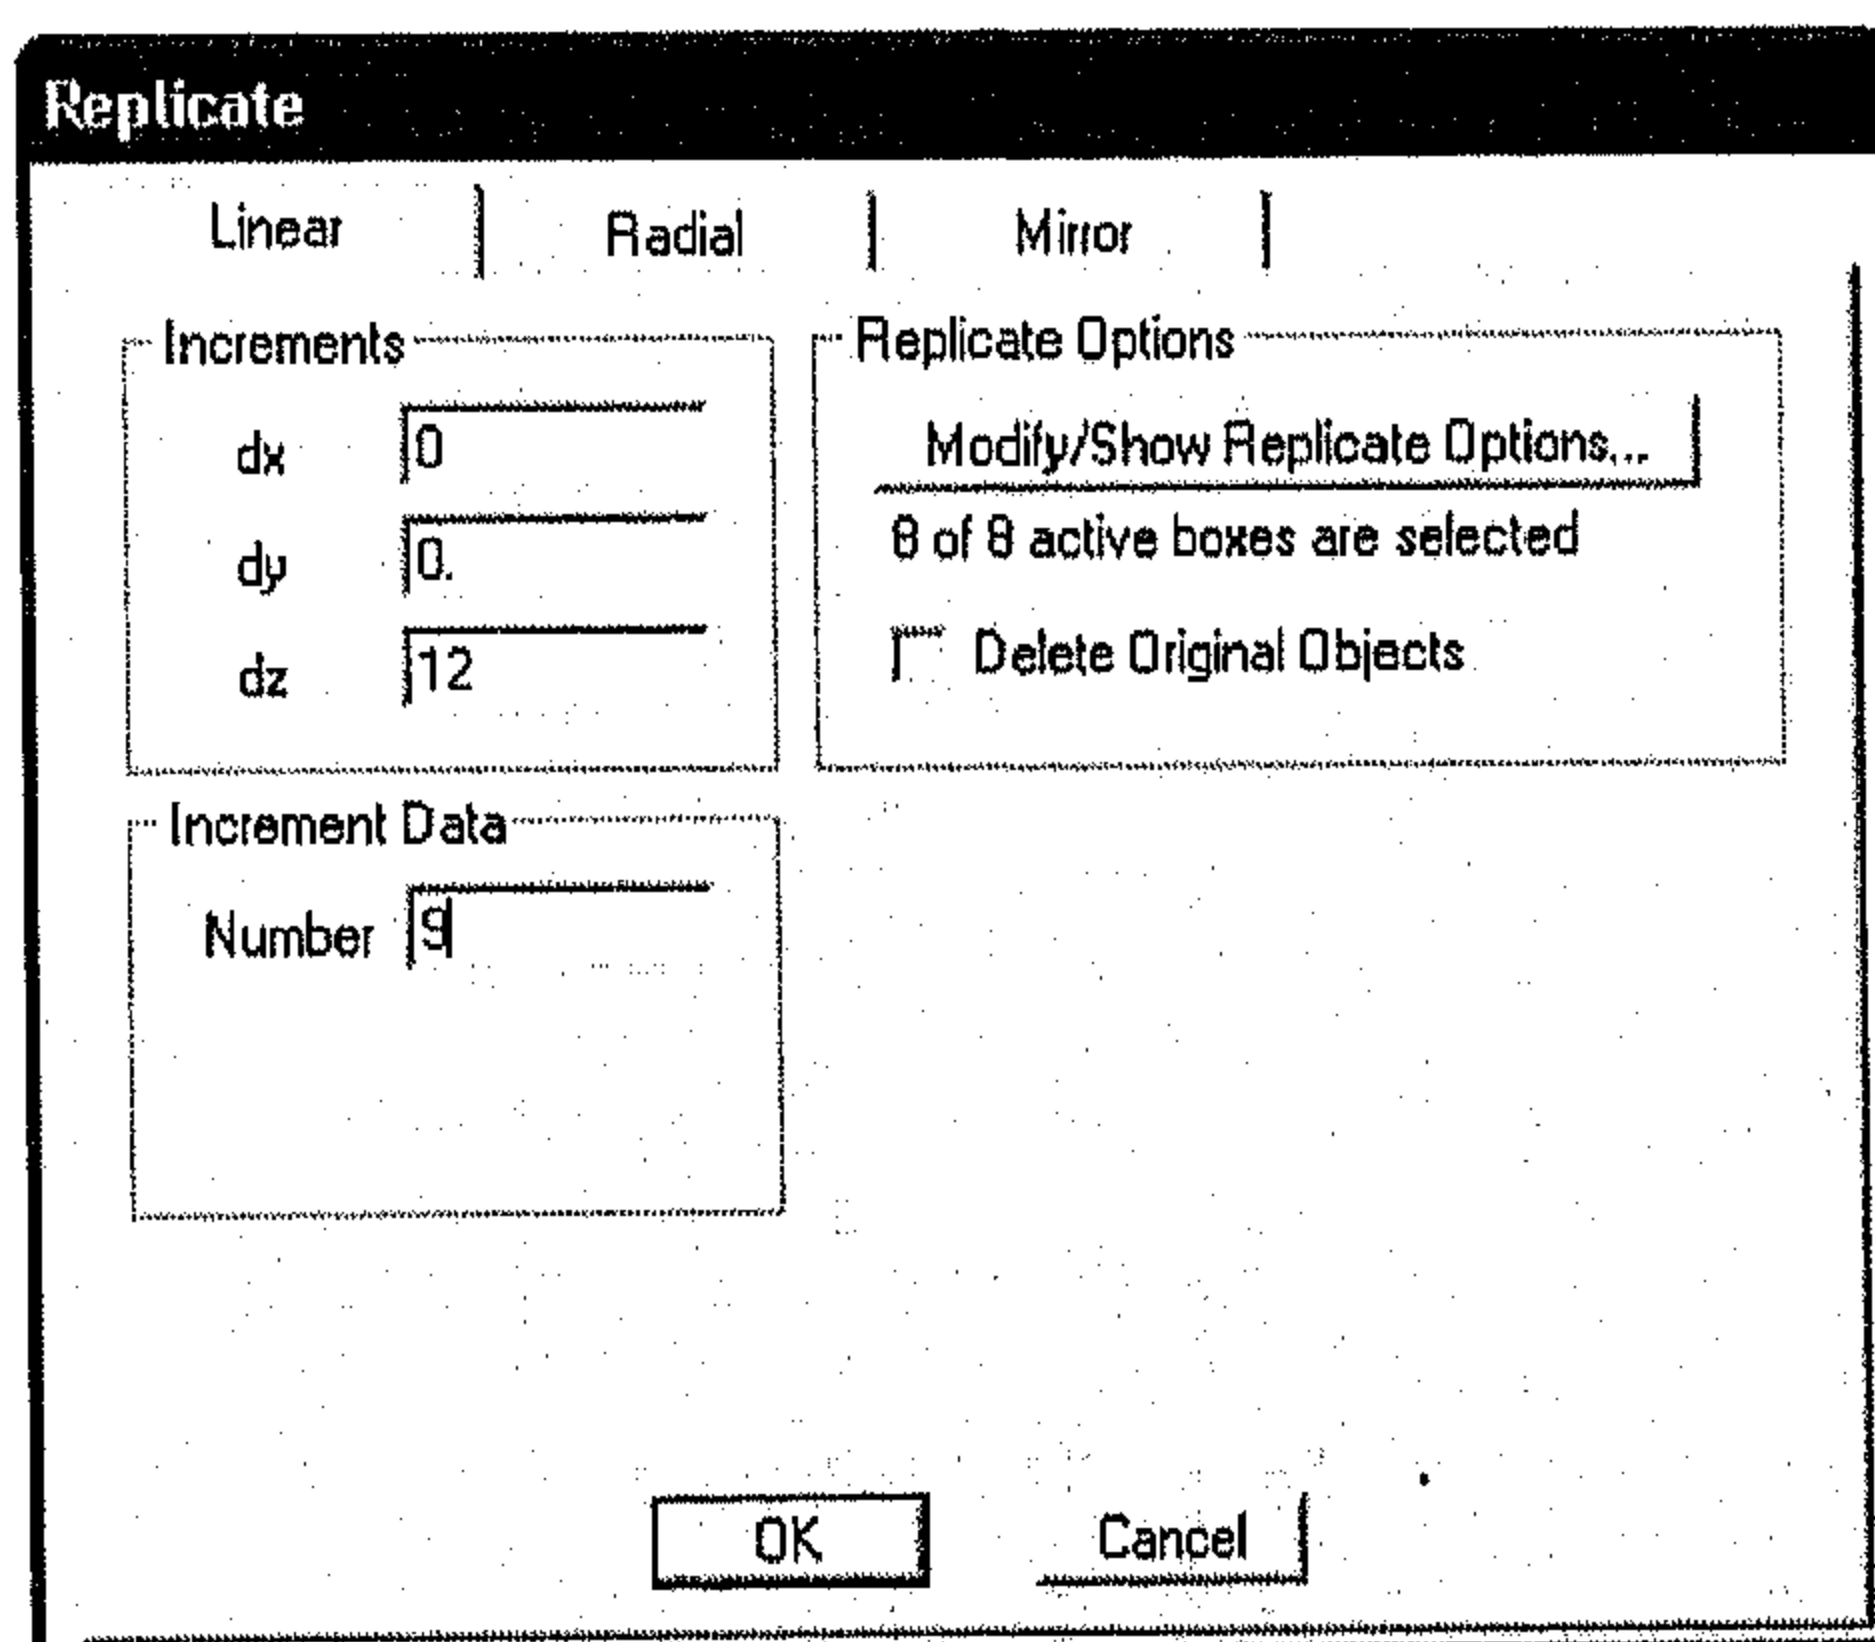 Replicate
Linear Radial Mirror
Increments
dx 0
dy 0.
dz 12
Replicate Options
Modify/Show Replicate Options...
8 of 8 active boxes are selected
Delete Original Objects
Increment Data
Number 9
OK Cancel